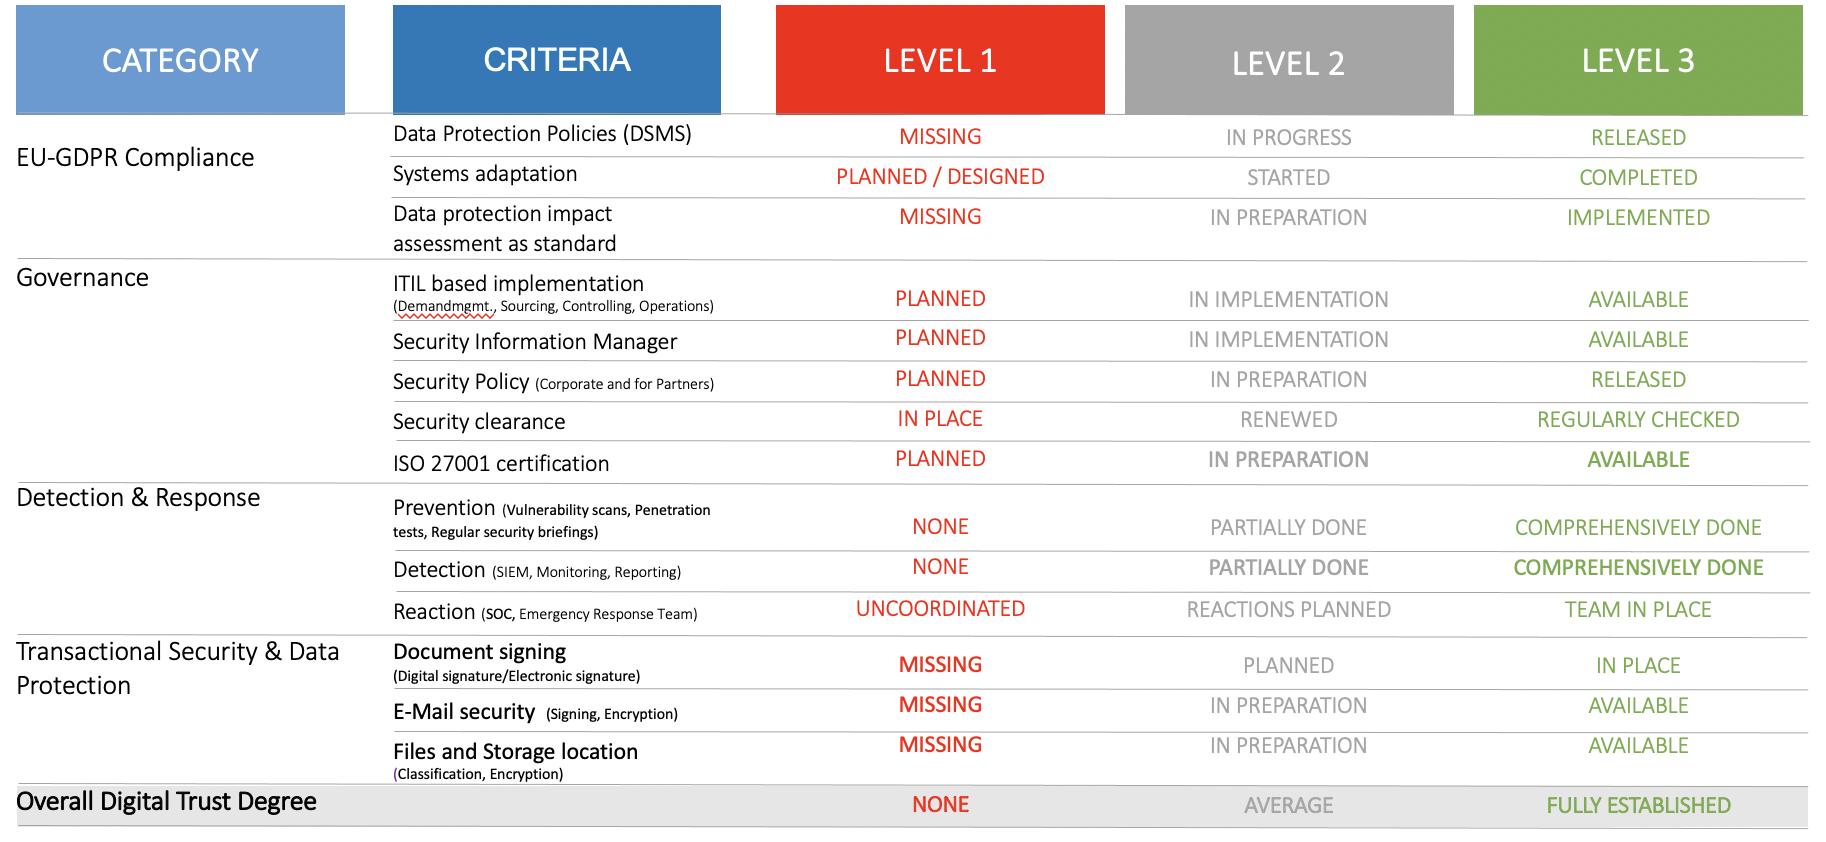 CATEGORY CRITERIA LEVEL 1 LEVEL 2 LEVEL 3
EU-GDPR Compliance
Data Protection Policies (DSMS) MISSING IN PROGRESS RELEASED
Systems adaptation PLANNED / DESIGNED STARTED COMPLETED
Data protection impact MISSING IN PREPARATION IMPLEMENTED
assessment as standard
Governance
ITIL based implementation
(Demandmgmt., Sourcing, Controlling, Operations) PLANNED IN IMPLEMENTATION AVAILABLE
Security Information Manager PLANNED IN IMPLEMENTATION AVAILABLE
Security Policy (Corporate and for Partners) PLANNED IN PREPARATION RELEASED
Security clearance IN PLACE RENEWED REGULARLY CHECKED
ISO 27001 certification PLANNED IN PREPARATION AVAILABLE
Detection & Response
Prevention (Vulnerability scans, Penetration
tests, Regular security briefings) NONE PARTIALLY DONE COMPREHENSIVELY DONE
Detection (SIEM, Monitoring, Reporting) NONE PARTIALLY DONE COMPREHENSIVELY DONE
Reaction (SOC, Emergency Response Team) UNCOORDINATED REACTIONS PLANNED TEAM IN PLACE
Transactional Security & Data
Protection
Document signing
(Digital signature/Electronic signature) MISSING PLANNED IN PLACE
E-Mail security (Signing, Encryption) MISSING IN PREPARATION AVAILABLE
Files and Storage location MISSING IN PREPARATION AVAILABLE
(Classification, Encryption)
Overall Digital Trust Degree NONE AVERAGE FULLY ESTABLISHED